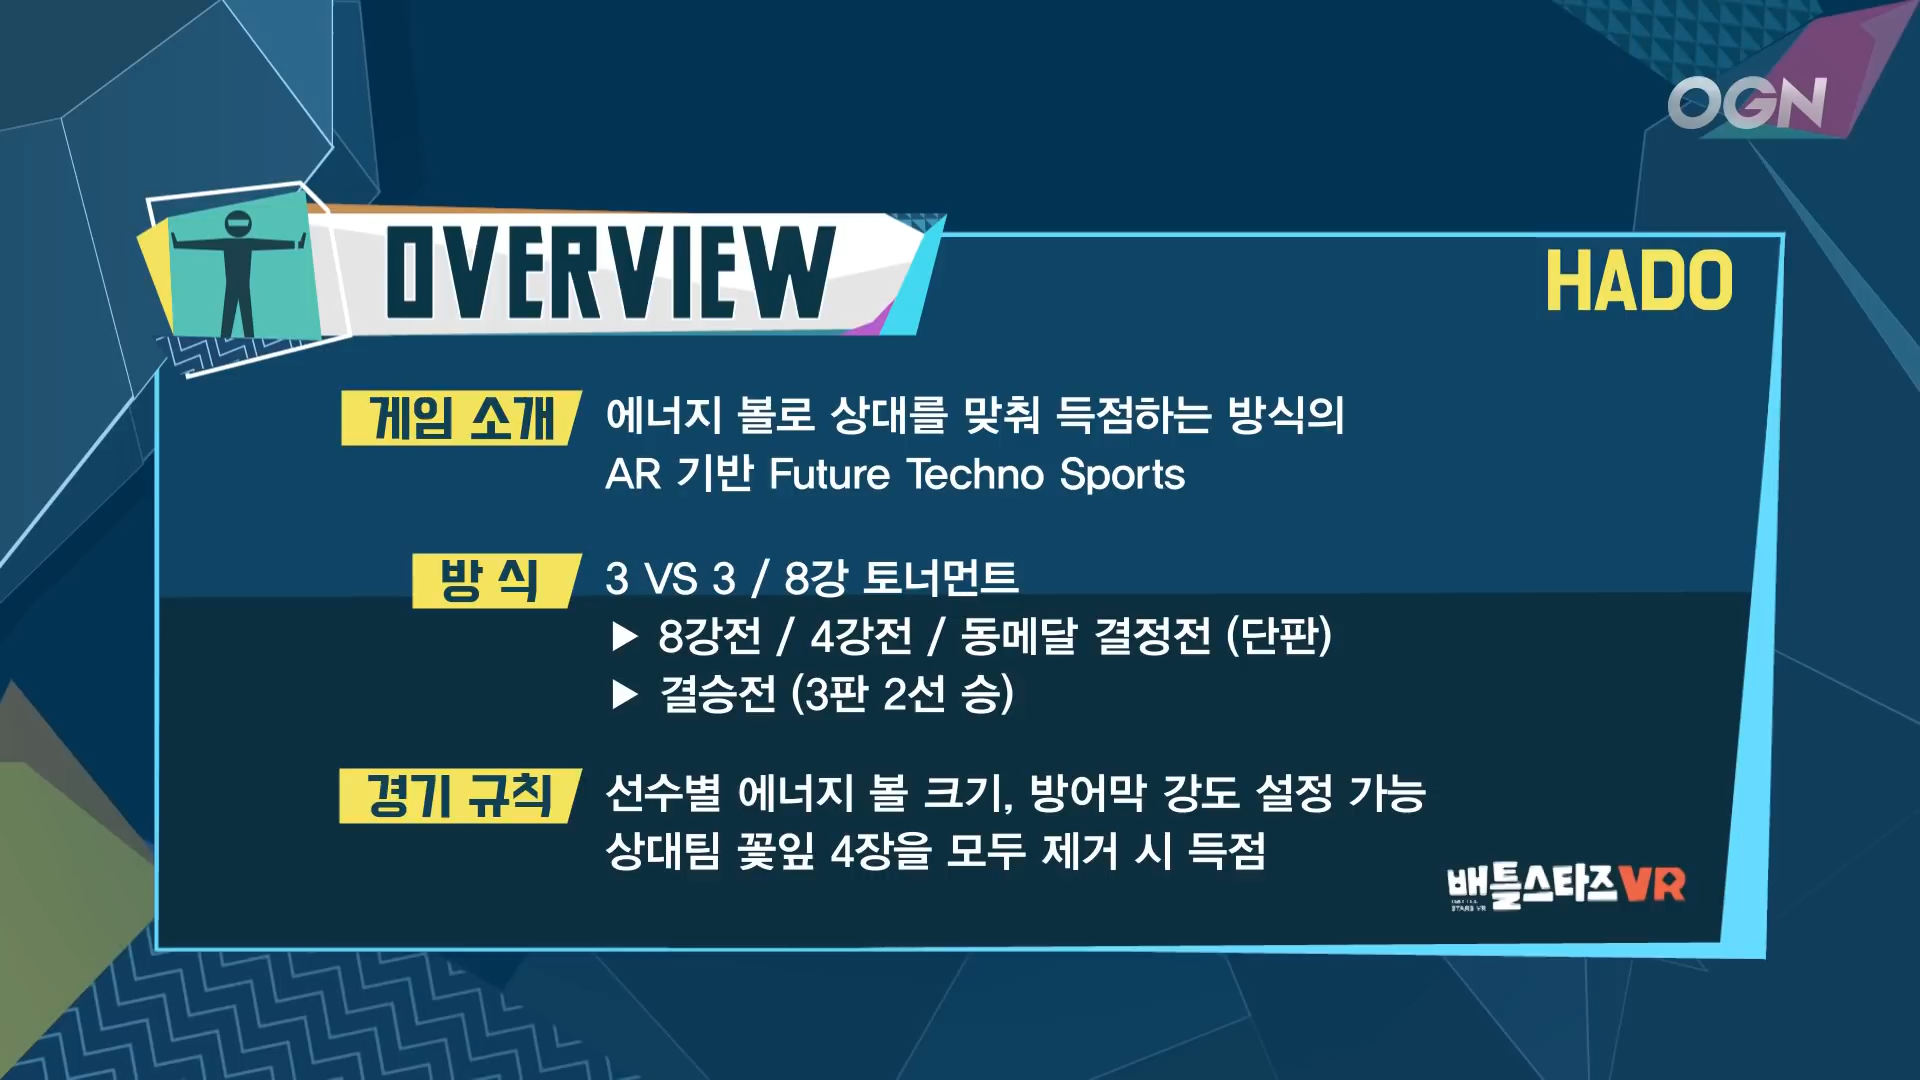 OGN
OVERVIEW
HADO
게임 소개
에너지 볼로 상대를 맞춰 득점하는 방식의
AR 기반 Future Techno Sports
방 식
3 VS 3 / 8강 토너먼트
▶ 8강전 / 4강전 / 동메달 결정전 (단판)
▶ 결승전 (3판 2선 승)
경기 규칙
선수별 에너지 볼 크기, 방어막 강도 설정 가능
상대팀 꽃잎 4장을 모두 제거 시 득점
배틀스타즈VR
STARS VR